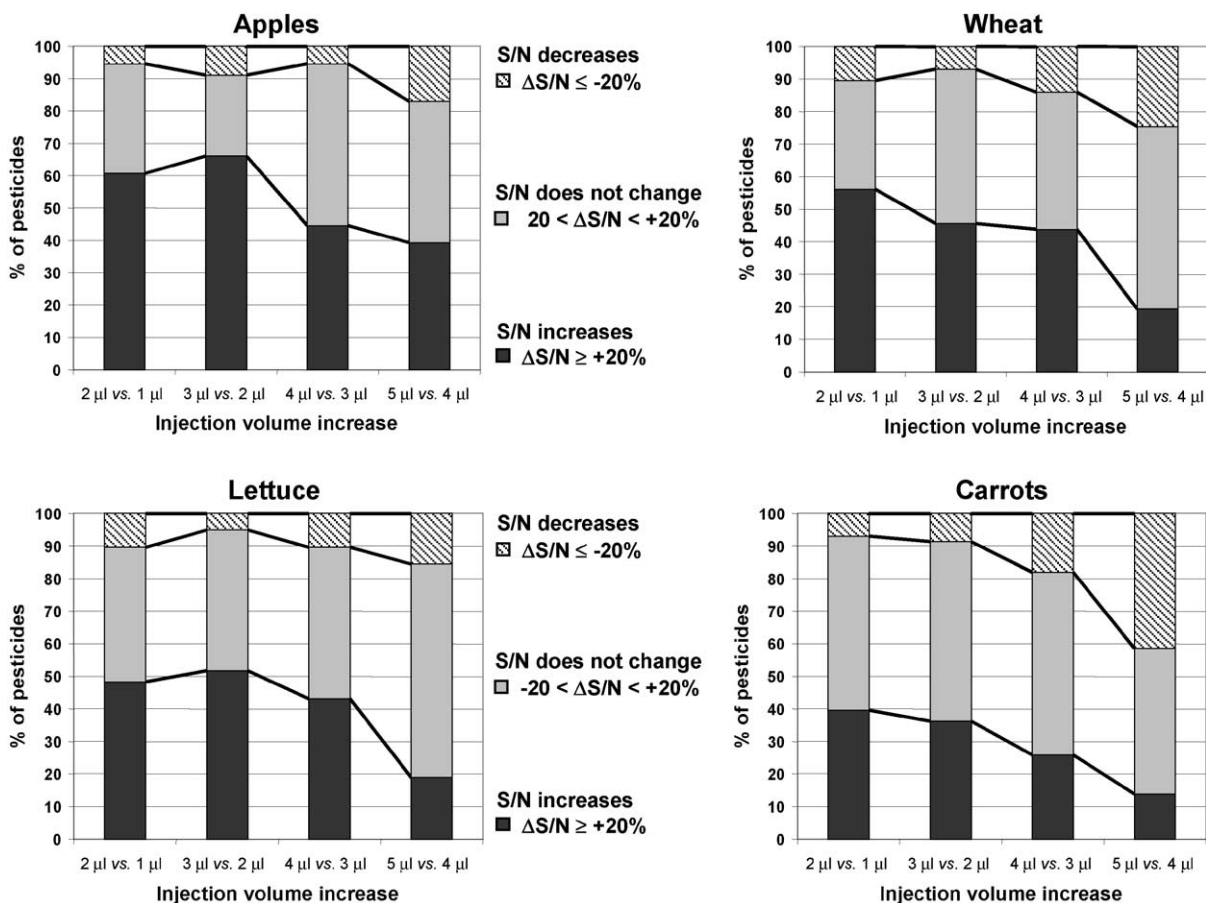 Apples
% of pesticides
100
90
80
70
60
50
40
30
20
10
0
2 µl vs. 1 µl
3 µl vs. 2 µl
4 µl vs. 3 µl
5 µl vs. 4 µl
Injection volume increase
S/N decreases
ΔS/N ≤ -20%
S/N does not change
20 < ΔS/N < +20%
S/N increases
ΔS/N ≥ +20%
Wheat
% of pesticides
100
90
80
70
60
50
40
30
20
10
0
2 µl vs. 1 µl
3 µl vs. 2 µl
4 µl vs. 3 µl
5 µl vs. 4 µl
Injection volume increase
Lettuce
% of pesticides
100
90
80
70
60
50
40
30
20
10
0
2 µl vs. 1 µl
3 µl vs. 2 µl
4 µl vs. 3 µl
5 µl vs. 4 µl
Injection volume increase
S/N decreases
ΔS/N ≤ -20%
S/N does not change
-20 < ΔS/N < +20%
S/N increases
ΔS/N ≥ +20%
Carrots
% of pesticides
100
90
80
70
60
50
40
30
20
10
0
2 µl vs. 1 µl
3 µl vs. 2 µl
4 µl vs. 3 µl
5 µl vs. 4 µl
Injection volume increase